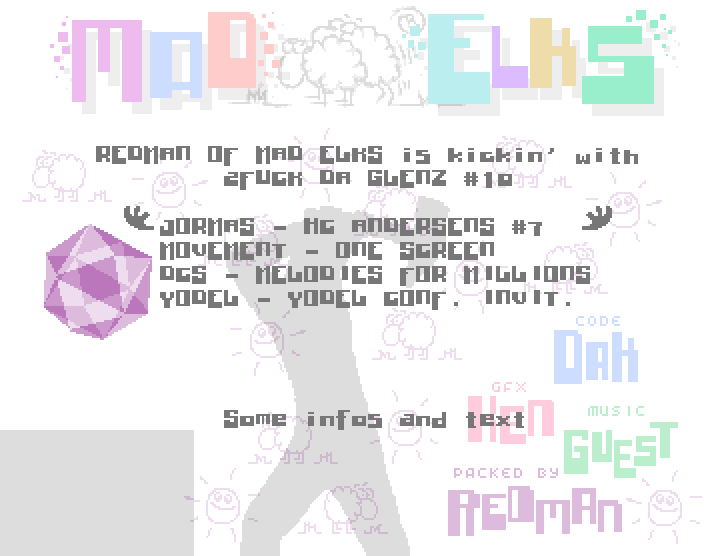 MAD ELKS
REDMAN OF MAD ELKS is kickin' with
2FUCK DA GLENZ #10
JORMAS - HC ANDERSENS #7
MOVEMENT - ONE SCREEN
DCS - MELODIES FOR MILLIONS
YODEL - YODEL CONF. INVIT.
CODE
DAK
GFX
KEN
Some infos and text
MUSIC
GUEST
PACKED BY
REDMAN